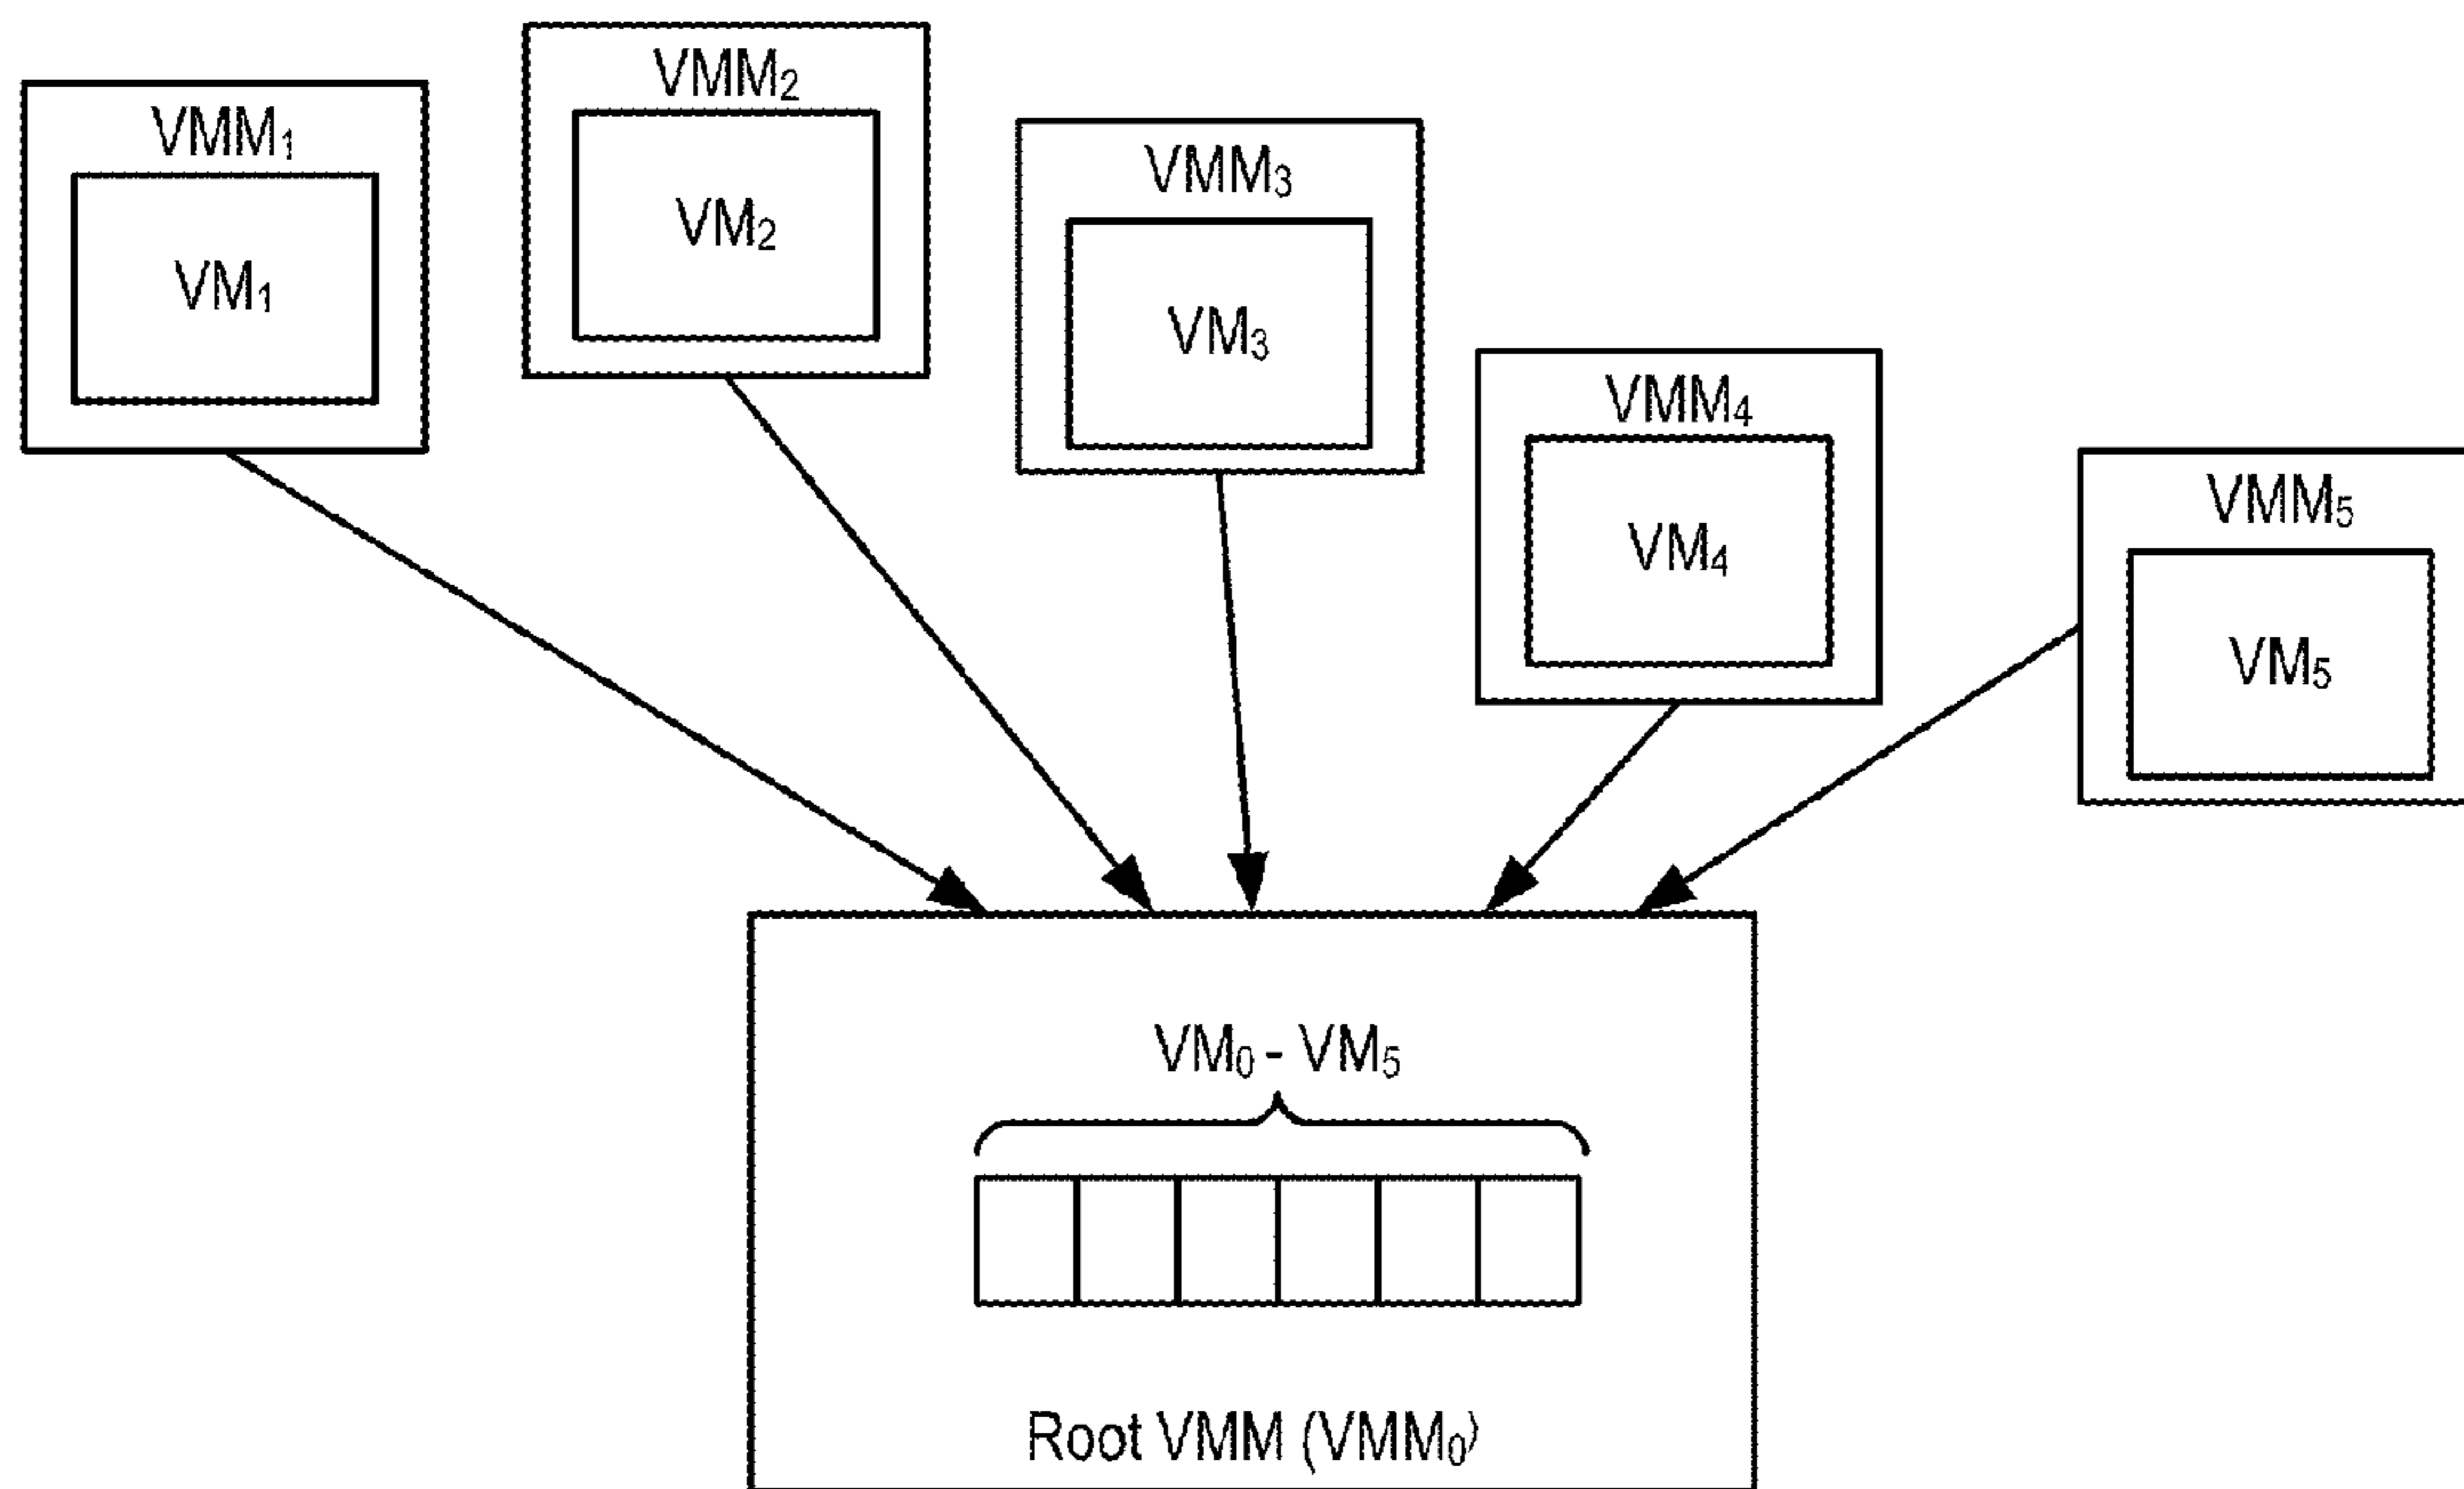 VMM₁
VM₁
VMM₂
VM₂
VMM₃
VM₃
VMM₄
VM₄
VMM₅
VM₅
VM₀ - VM₅
Root VMM (VMM₀)